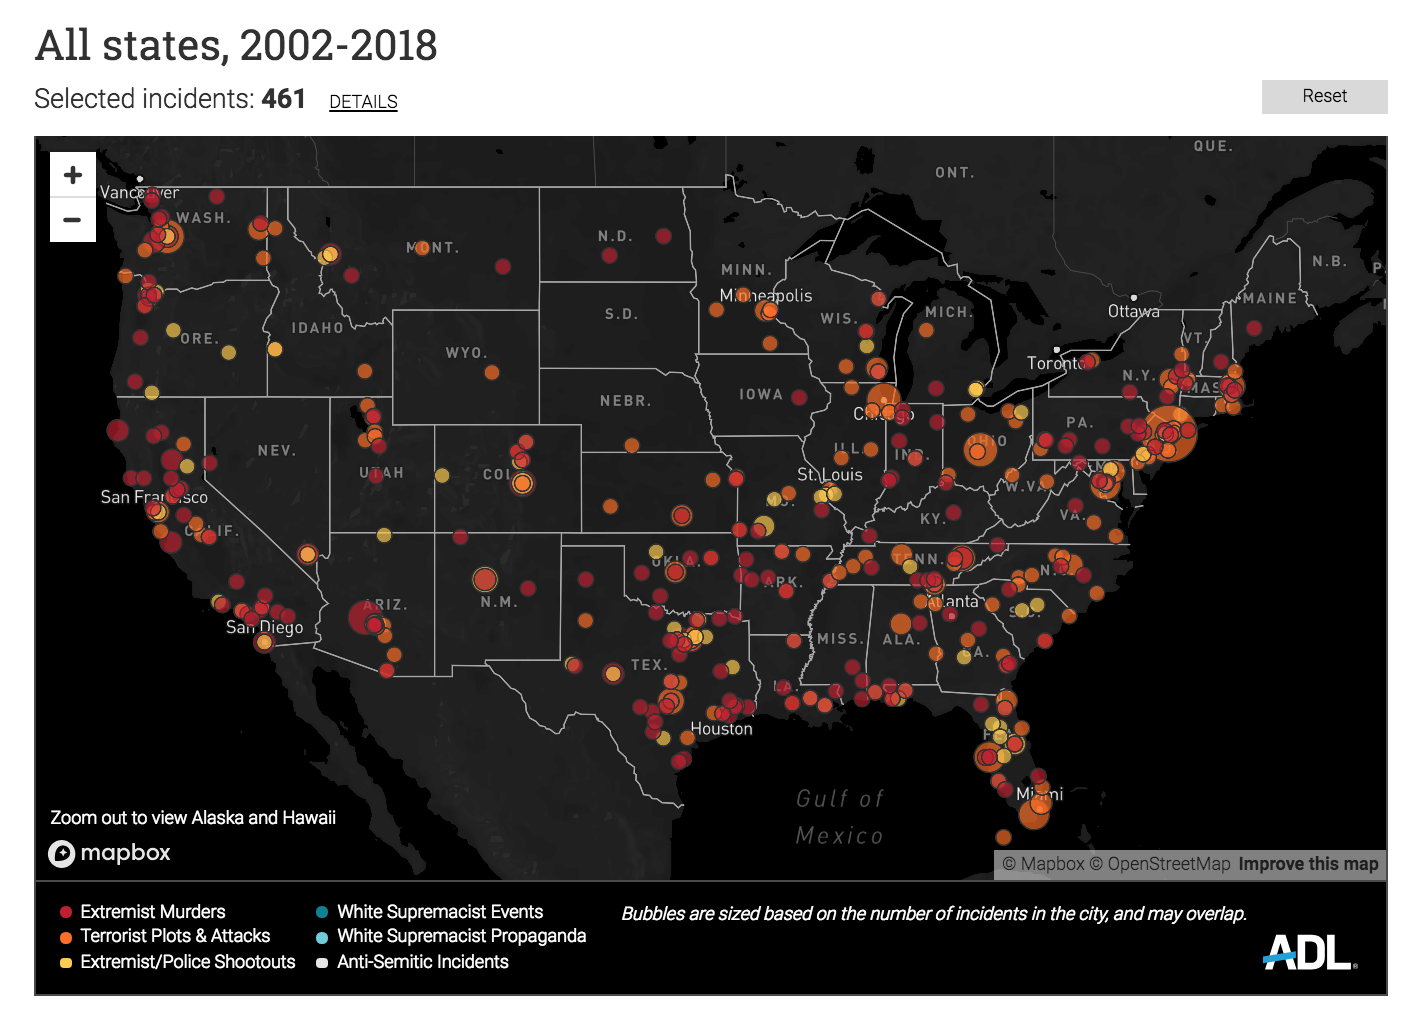 All states, 2002-2018
Selected incidents: 461 DETAILS
Reset
QUE.
ONT.
+
−
Vancouver
WASH.
MONT.
N.D.
MINN.
Minneapolis
N.B.
MAINE
Ottawa
ORE.
IDAHO
S.D.
WIS.
MICH.
VT.
WYO.
Toronto
N.Y.
MAS
NEBR.
IOWA
Chicago
PA.
NEV.
UTAH
COL
ILL.
IND.
OHIO
San Francisco
St. Louis
MO.
W.VA.
M
CALIF.
KY.
VA.
OKLA.
TENN.
N.C.
ARIZ.
N.M.
ARK.
Atlanta
S.C.
San Diego
MISS.
ALA.
GA.
TEX.
LA.
Houston
FLA.
Miami
Gulf of
Mexico
Zoom out to view Alaska and Hawaii
mapbox
© Mapbox © OpenStreetMap Improve this map
Extremist Murders
Terrorist Plots & Attacks
Extremist/Police Shootouts
White Supremacist Events
White Supremacist Propaganda
Anti-Semitic Incidents
Bubbles are sized based on the number of incidents in the city, and may overlap.
ADL